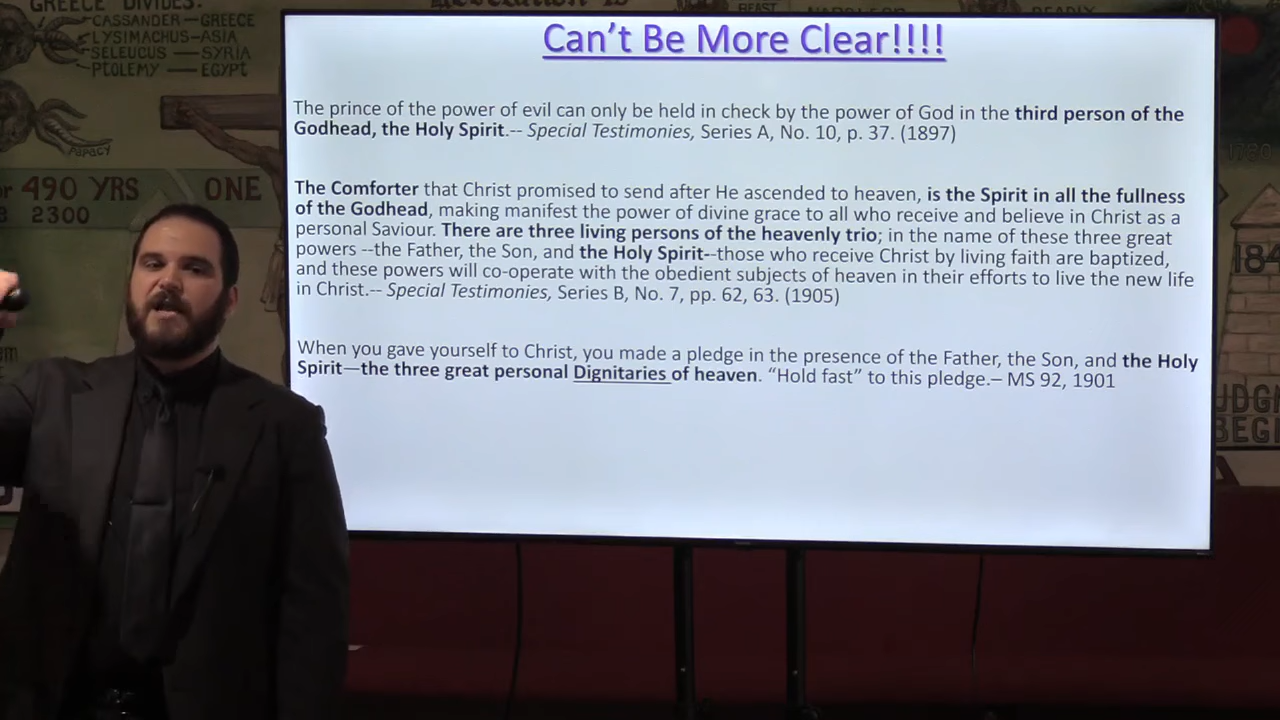 GREECE DIVIDES:
CASSANDER — GREECE
LYSIMACHUS-ASIA
SELEUCUS — SYRIA
PTOLEMY — EGYPT
PAPACY
490 YRS
ONE
2300
BEAST
1780
184
JUDG
BEGI
Can't Be More Clear!!!!
The prince of the power of evil can only be held in check by the power of God in the third person of the
Godhead, the Holy Spirit.-- Special Testimonies, Series A, No. 10, p. 37. (1897)
The Comforter that Christ promised to send after He ascended to heaven, is the Spirit in all the fullness
of the Godhead, making manifest the power of divine grace to all who receive and believe in Christ as a
personal Saviour. There are three living persons of the heavenly trio; in the name of these three great
powers --the Father, the Son, and the Holy Spirit--those who receive Christ by living faith are baptized,
and these powers will co-operate with the obedient subjects of heaven in their efforts to live the new life
in Christ.-- Special Testimonies, Series B, No. 7, pp. 62, 63. (1905)
When you gave yourself to Christ, you made a pledge in the presence of the Father, the Son, and the Holy
Spirit—the three great personal Dignitaries of heaven. “Hold fast” to this pledge.– MS 92, 1901